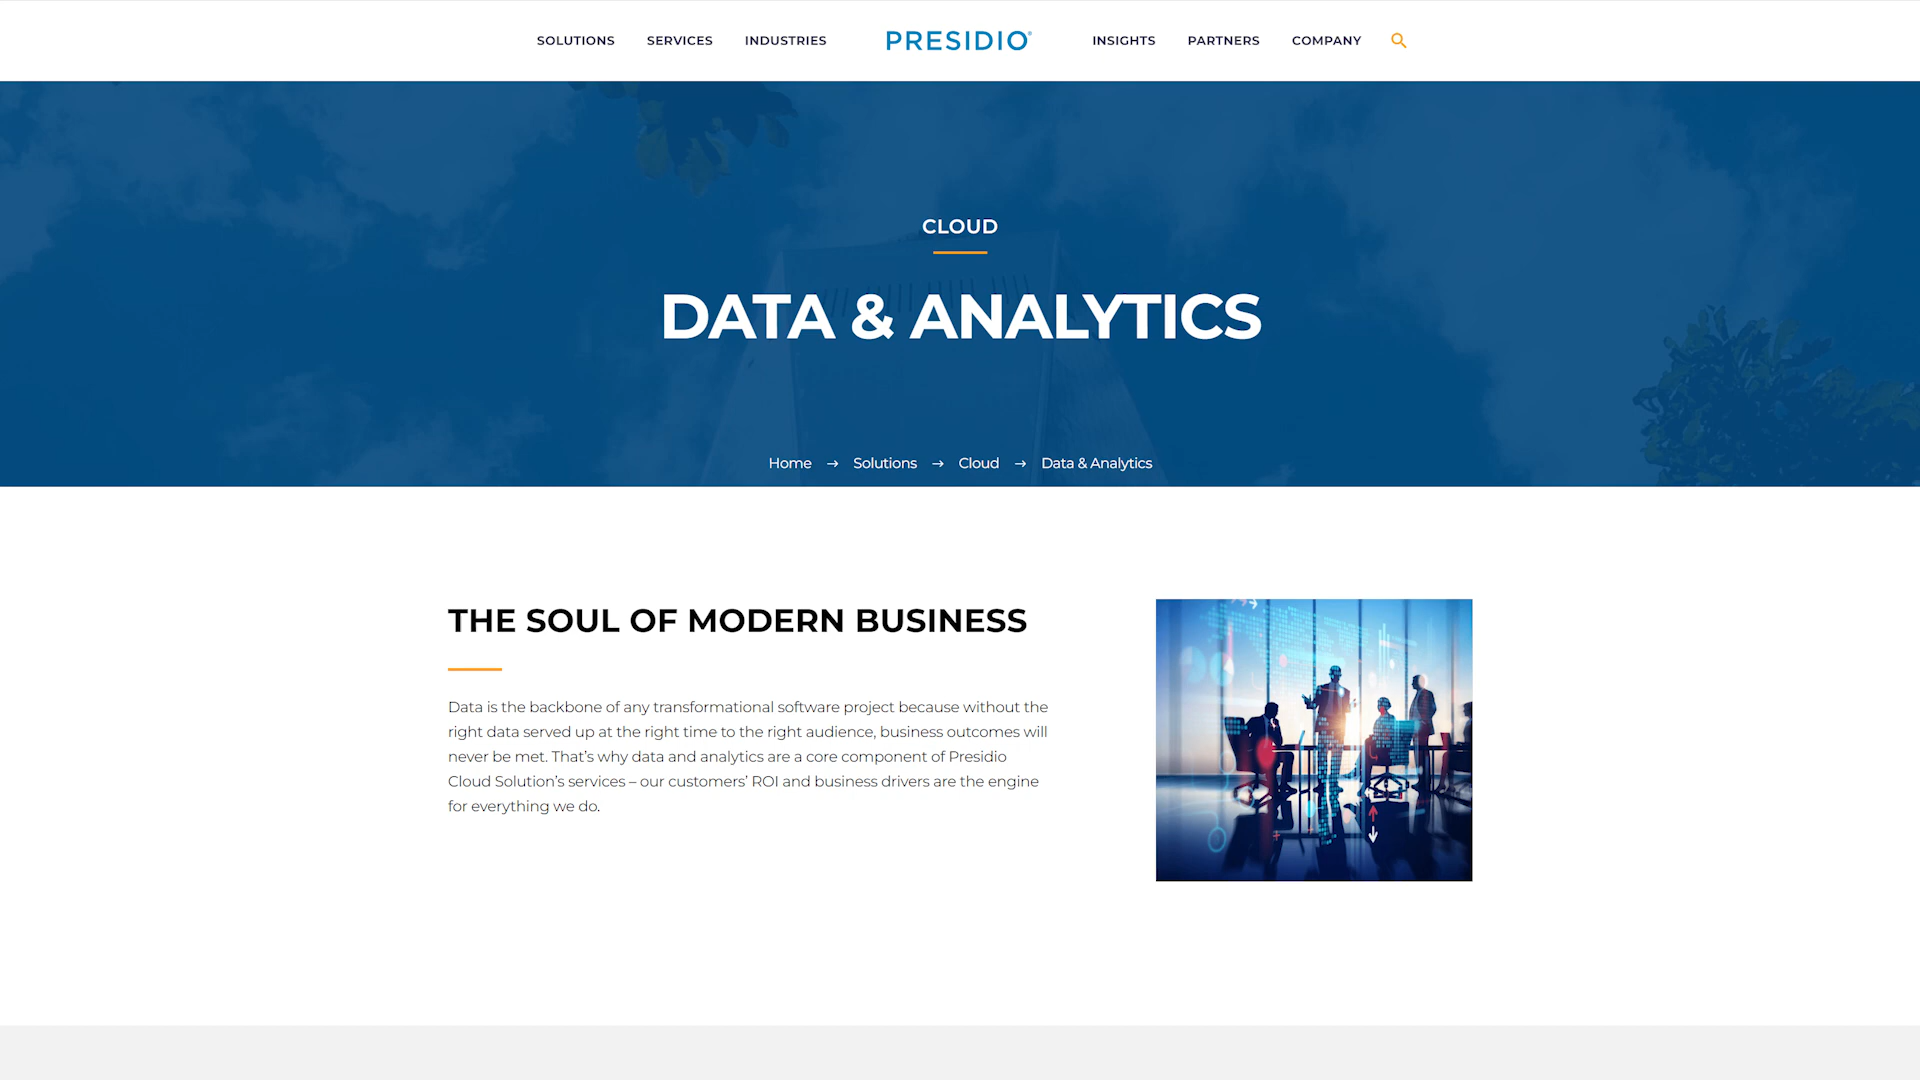 SOLUTIONS SERVICES INDUSTRIES PRESIDIO® INSIGHTS PARTNERS COMPANY
CLOUD
DATA & ANALYTICS
Home → Solutions → Cloud → Data & Analytics
THE SOUL OF MODERN BUSINESS
Data is the backbone of any transformational software project because without the
right data served up at the right time to the right audience, business outcomes will
never be met. That’s why data and analytics are a core component of Presidio
Cloud Solution’s services – our customers’ ROI and business drivers are the engine
for everything we do.